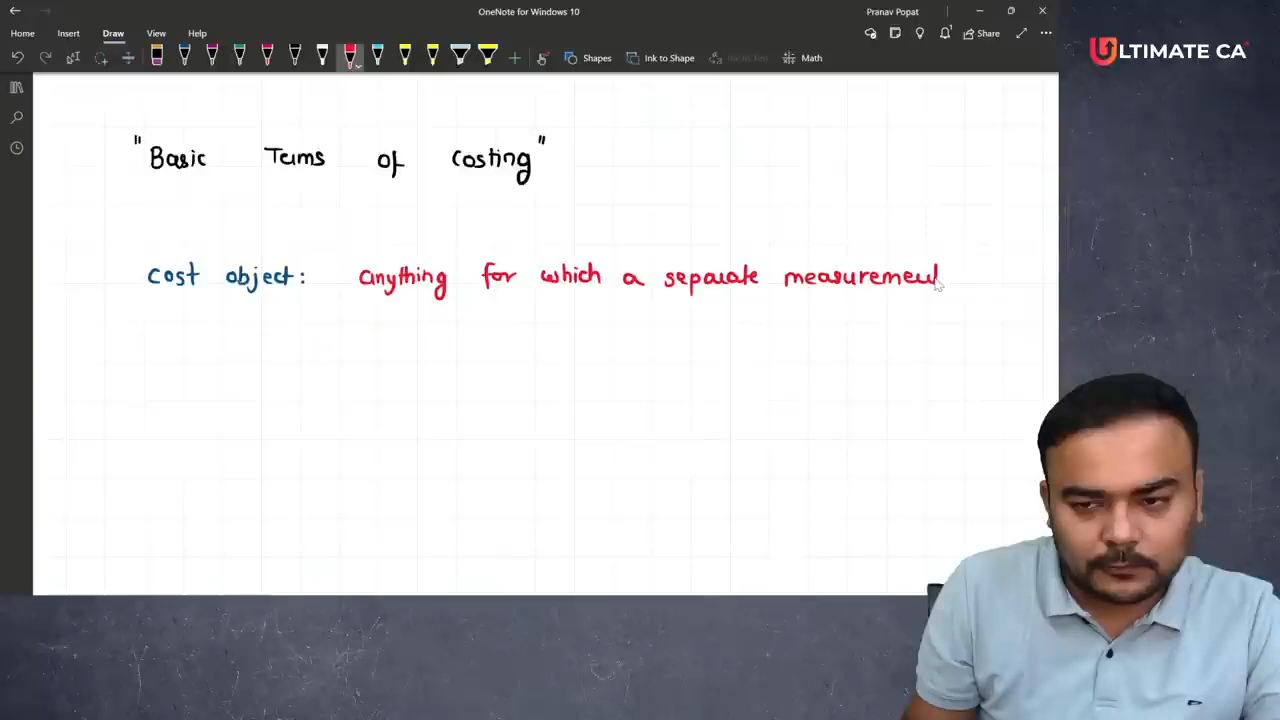 OneNote for Windows 10
Pranav Popat
Home Insert Draw View Help
Share
Shapes Ink to Shape Math
ULTIMATE CA
"Basic Terms of Costing"
cost object: anything for which a separate measurement